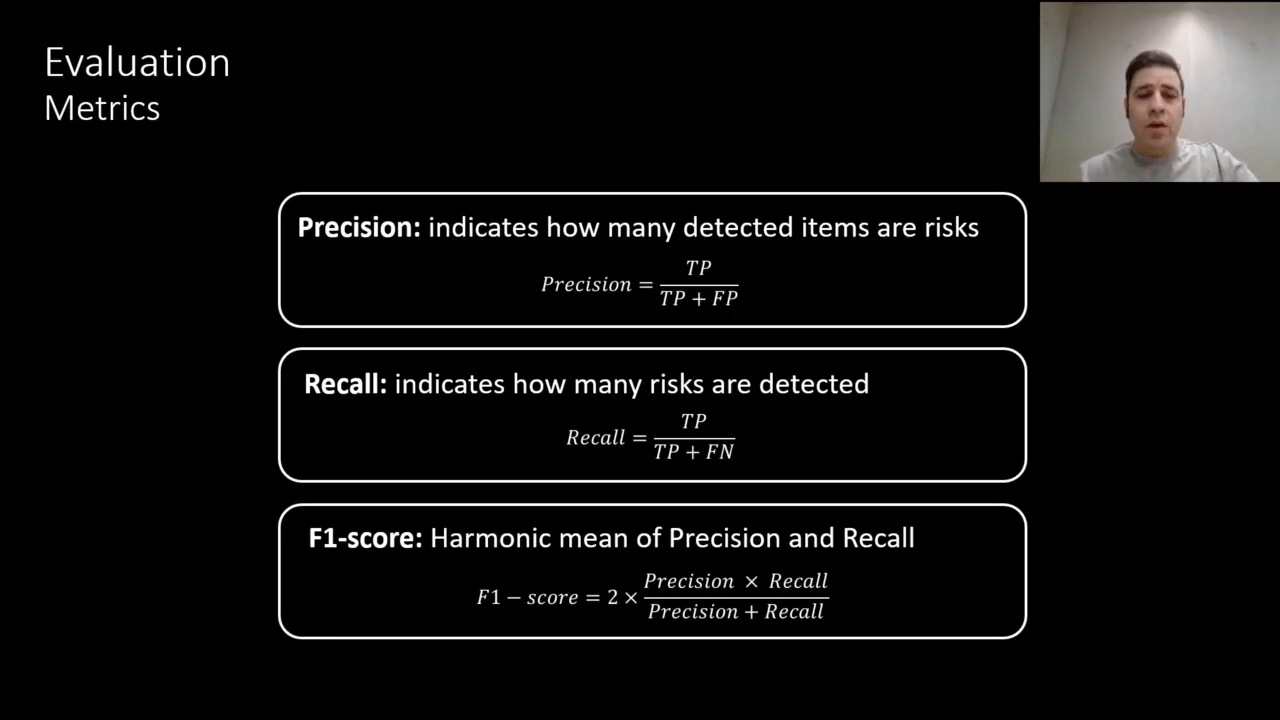 Evaluation
Metrics
Precision: indicates how many detected items are risks
Precision = TP / TP + FP
Recall: indicates how many risks are detected
Recall = TP / TP + FN
F1-score: Harmonic mean of Precision and Recall
F1 − score = 2 × Precision × Recall / Precision + Recall